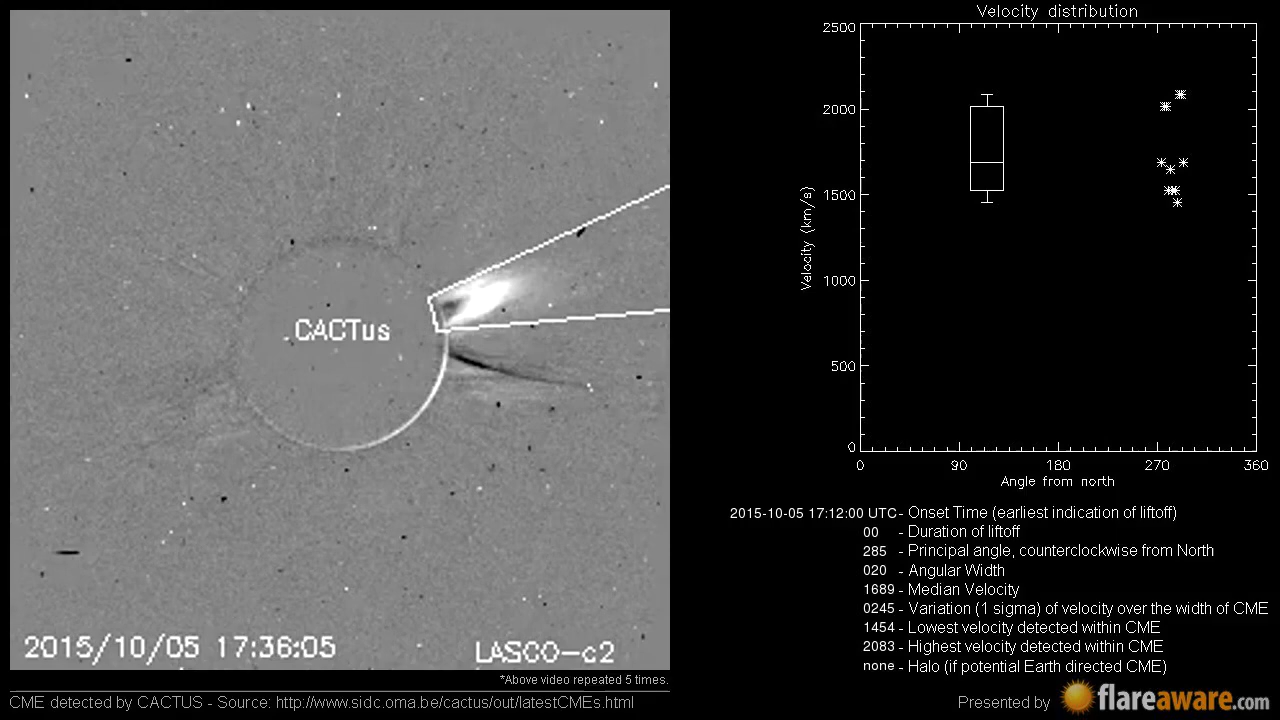 .CACTus
2015/10/05 17:36:05
LASCO-c2
*Above video repeated 5 times.
CME detected by CACTUS - Source: http://www.sidc.oma.be/cactus/out/latestCMEs.html
Velocity distribution
2500
2000
1500
1000
500
0
Velocity (km/s)
0 90 180 270 360
Angle from north
2015-10-05 17:12:00 UTC - Onset Time (earliest indication of liftoff)
00 - Duration of liftoff
285 - Principal angle, counterclockwise from North
020 - Angular Width
1689 - Median Velocity
0245 - Variation (1 sigma) of velocity over the width of CME
1454 - Lowest velocity detected within CME
2083 - Highest velocity detected within CME
none - Halo (if potential Earth directed CME)
Presented by flareaware.com